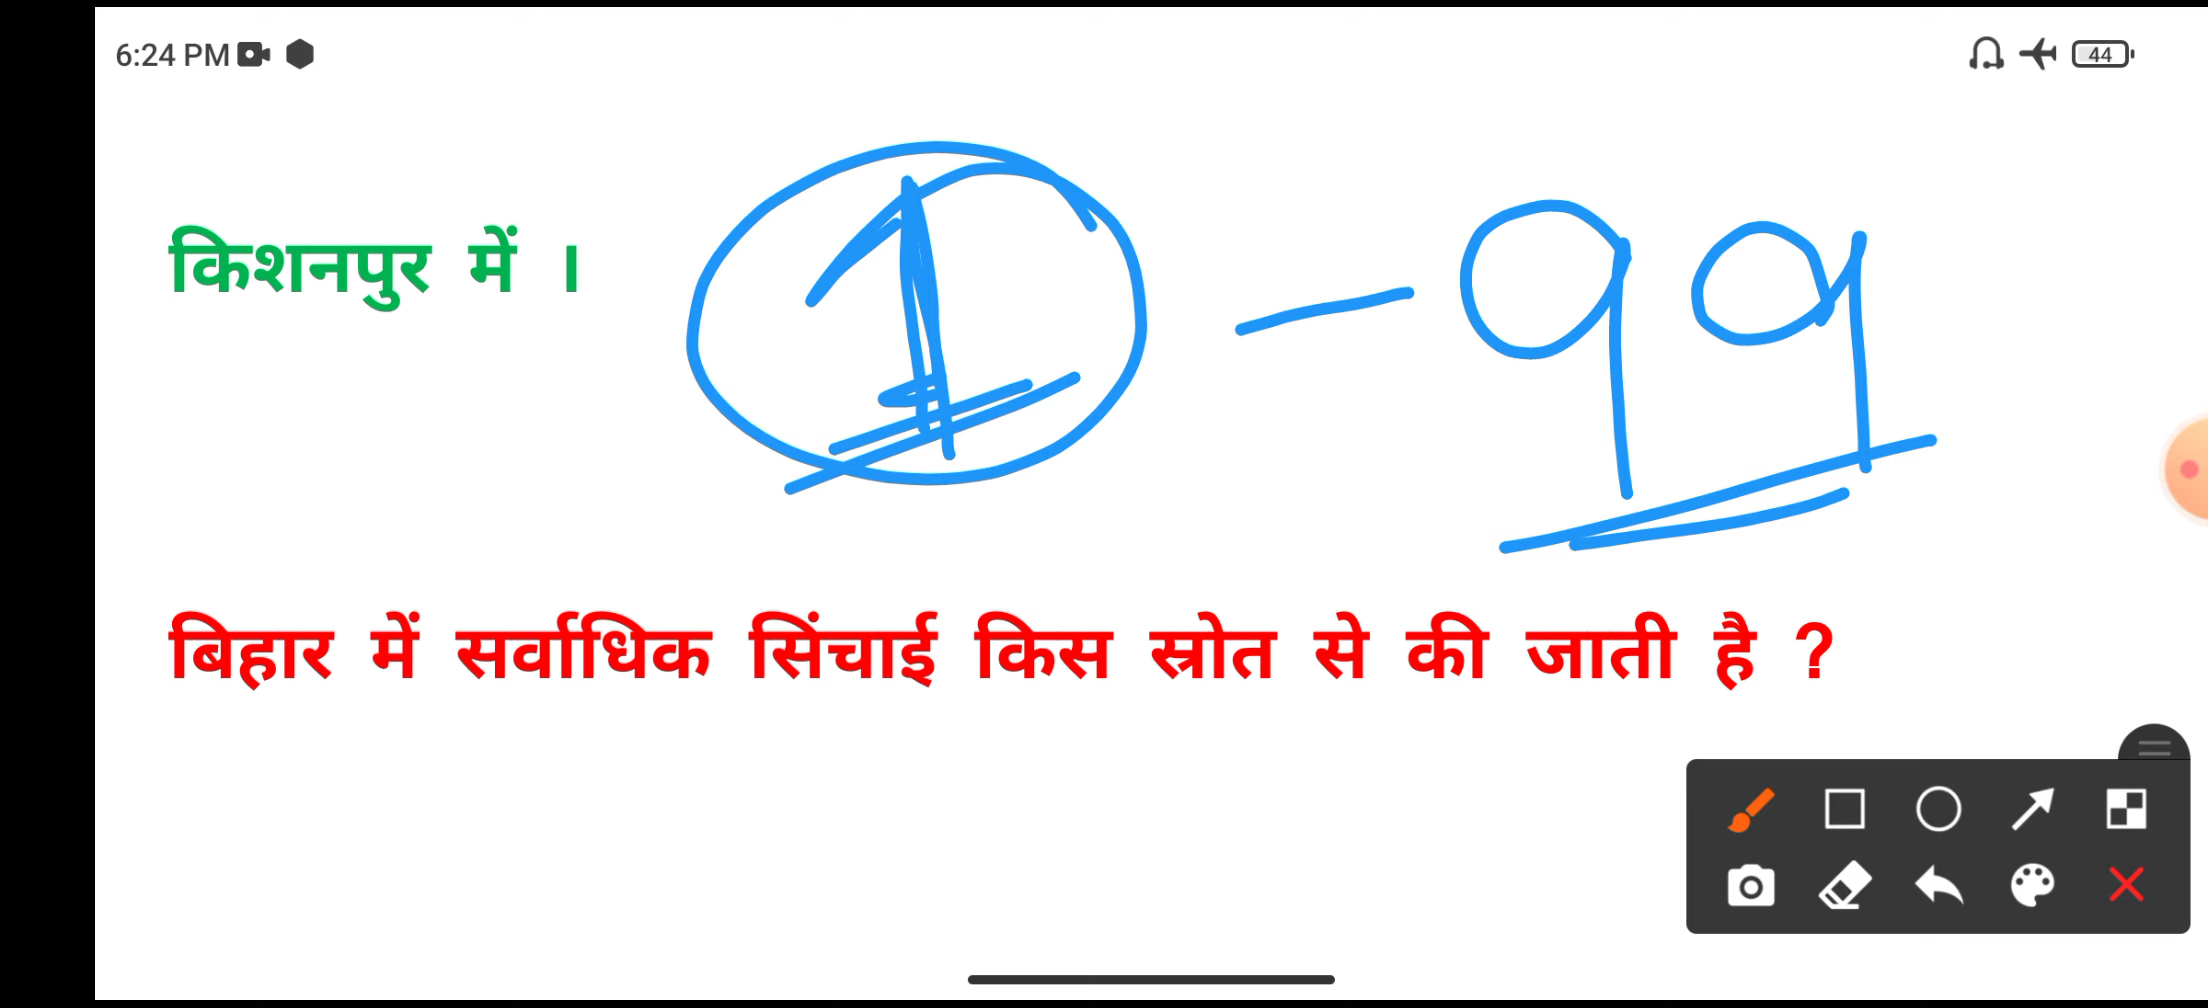 6:24 PM 44
किशनपुर में । 1 - 99
बिहार में सर्वाधिक सिंचाई किस स्रोत से की जाती है ?